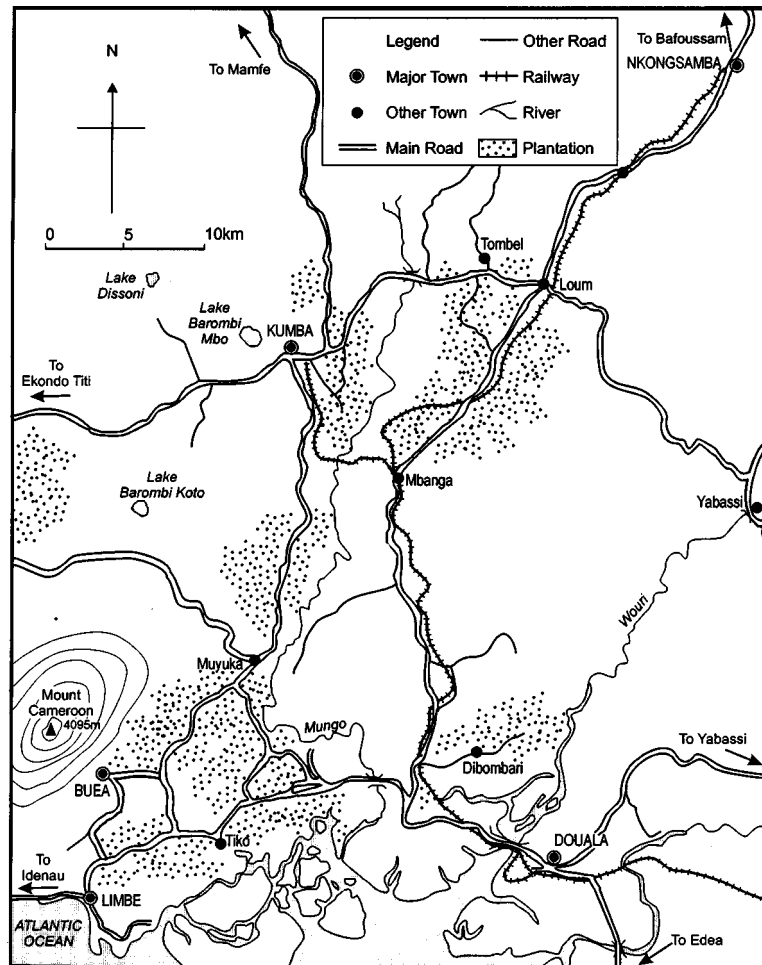 To Mamfe
N
0 5 10km
Legend
Major Town
Other Town
Main Road
Other Road
Railway
River
Plantation
To Bafoussam
NKONGSAMBA
Tombel
Loum
Lake
Dissoni
Lake
Barombi
Mbo
KUMBA
To
Ekondo Titi
Lake
Barombi Koto
Mbanga
Yabassi
Wouri
Muyuka
Mount
Cameroon
4095m
Mungo
BUEA
Dibombari
To Yabassi
Tiko
DOUALA
To
Idenau
LIMBE
ATLANTIC
OCEAN
To Edea